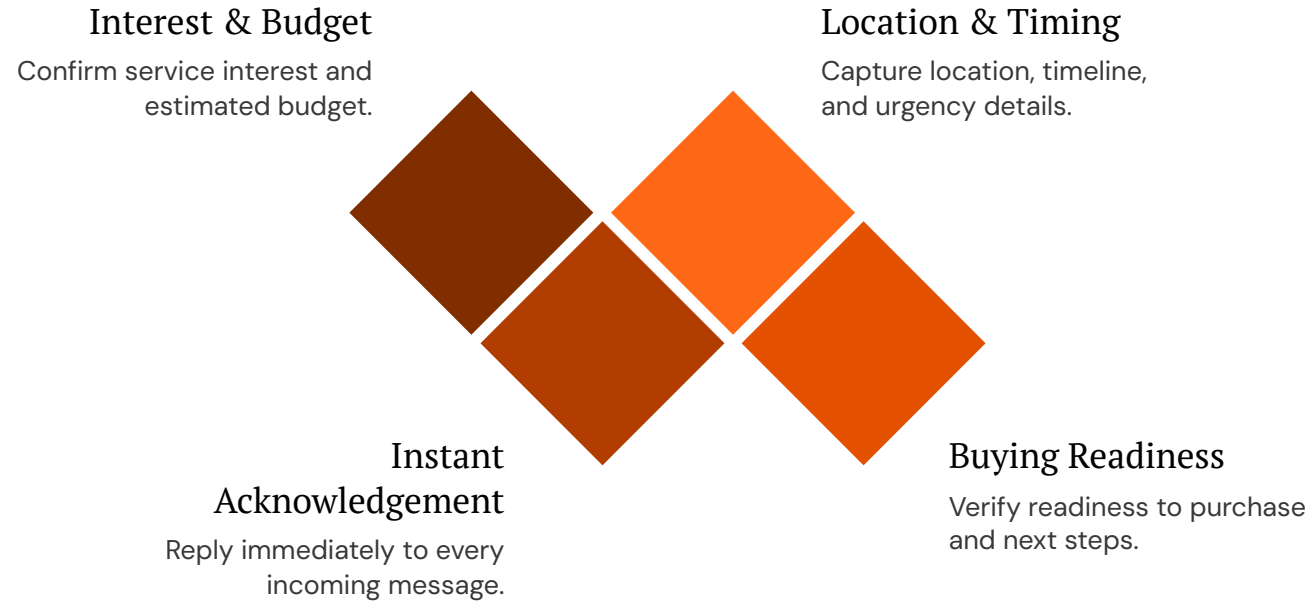 Interest & Budget
Confirm service interest and
estimated budget.
Location & Timing
Capture location, timeline,
and urgency details.
Instant
Acknowledgement
Reply immediately to every
incoming message.
Buying Readiness
Verify readiness to purchase
and next steps.